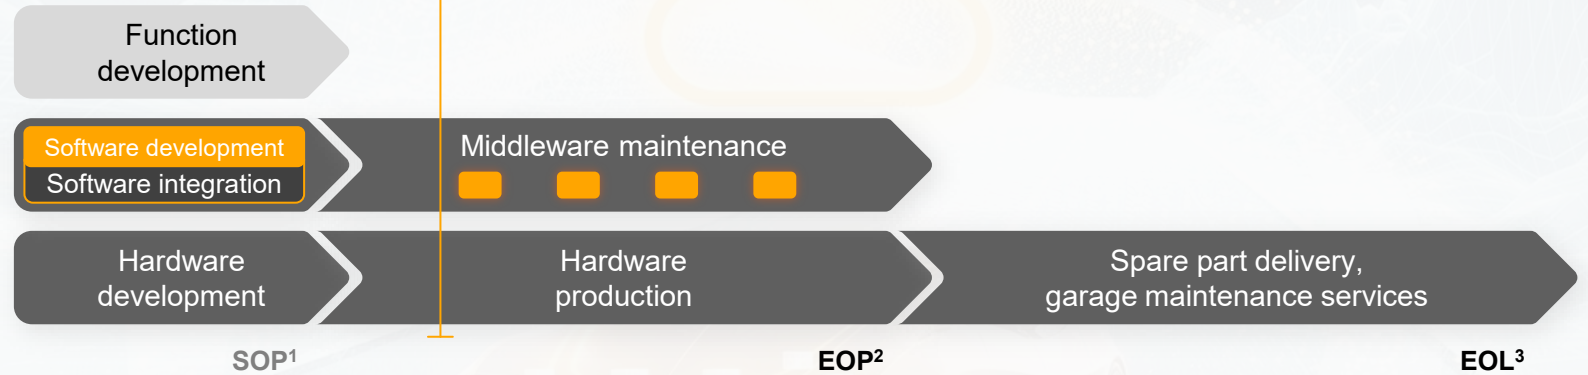 Function
development
Software development
Software integration
Middleware maintenance
Hardware
development
Hardware
production
Spare part delivery,
garage maintenance services
SOP¹
EOP²
EOL³